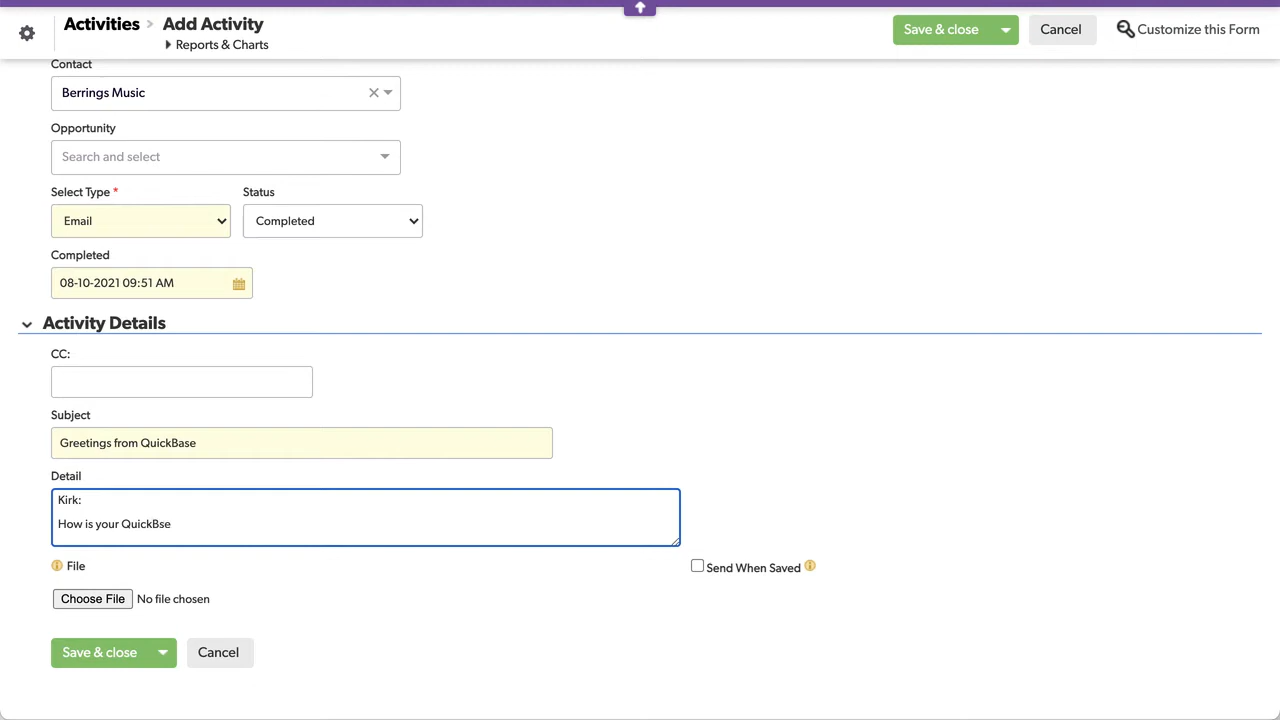 Activities > Add Activity
Reports & Charts
Save & close
Cancel
Customize this Form
Contact
Berrings Music
Opportunity
Search and select
Select Type * Status
Email Completed
Completed
08-10-2021 09:51 AM
Activity Details
CC:
Subject
Greetings from QuickBase
Detail
Kirk:
How is your QuickBse
File
Send When Saved
Choose File No file chosen
Save & close Cancel